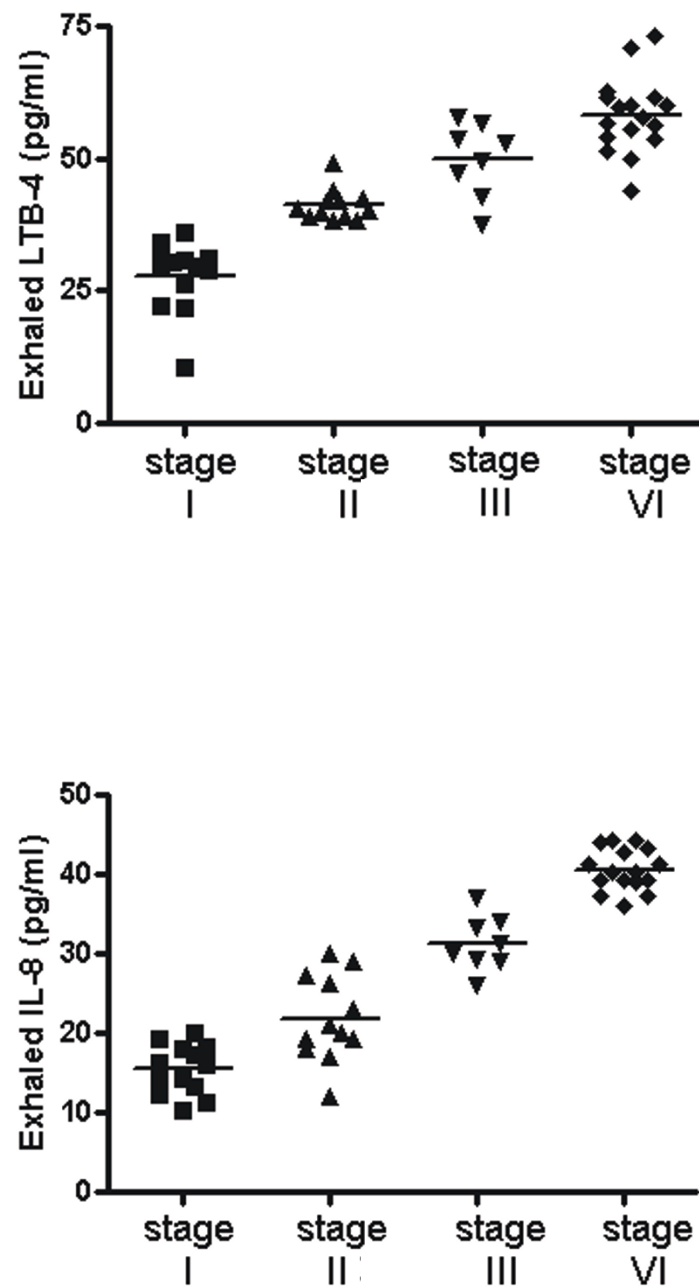 Exhaled LTB-4 (pg/ml)
75
50
25
0
stage stage stage stage
I II III VI
Exhaled IL-8 (pg/ml)
50
40
30
20
10
0
stage stage stage stage
I II III VI